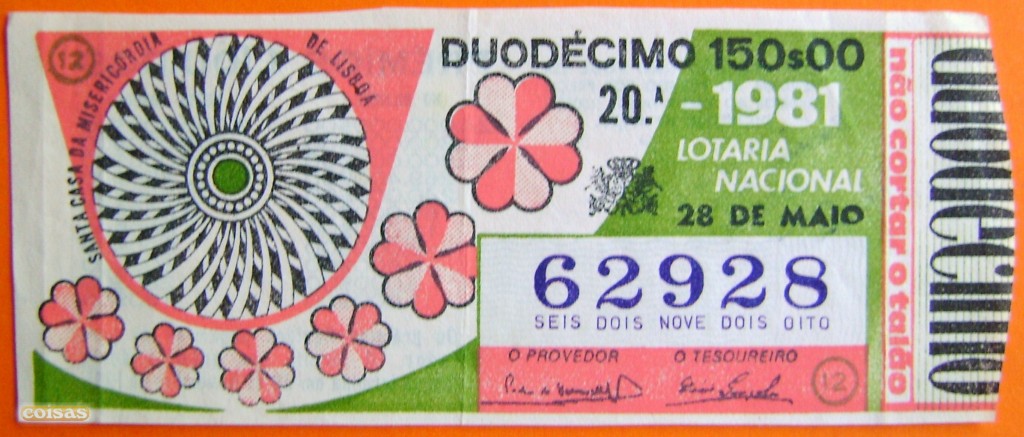 12
SANTA CASA DA MISERICÓRDIA DE LISBOA
DUODÉCIMO 150$00
20.ª - 1981
LOTARIA
NACIONAL
28 DE MAIO
62928
SEIS DOIS NOVE DOIS OITO
O PROVEDOR O TESOUREIRO
12
não cortar o talão
duodécimo
coisas